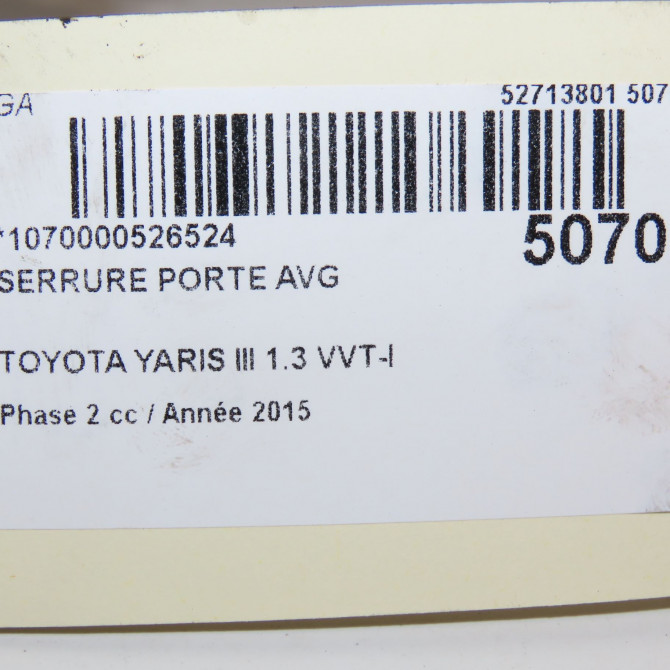 GA
52713801 507
*1070000526524
5070
SERRURE PORTE AVG
TOYOTA YARIS III 1.3 VVT-I
Phase 2 cc / Année 2015